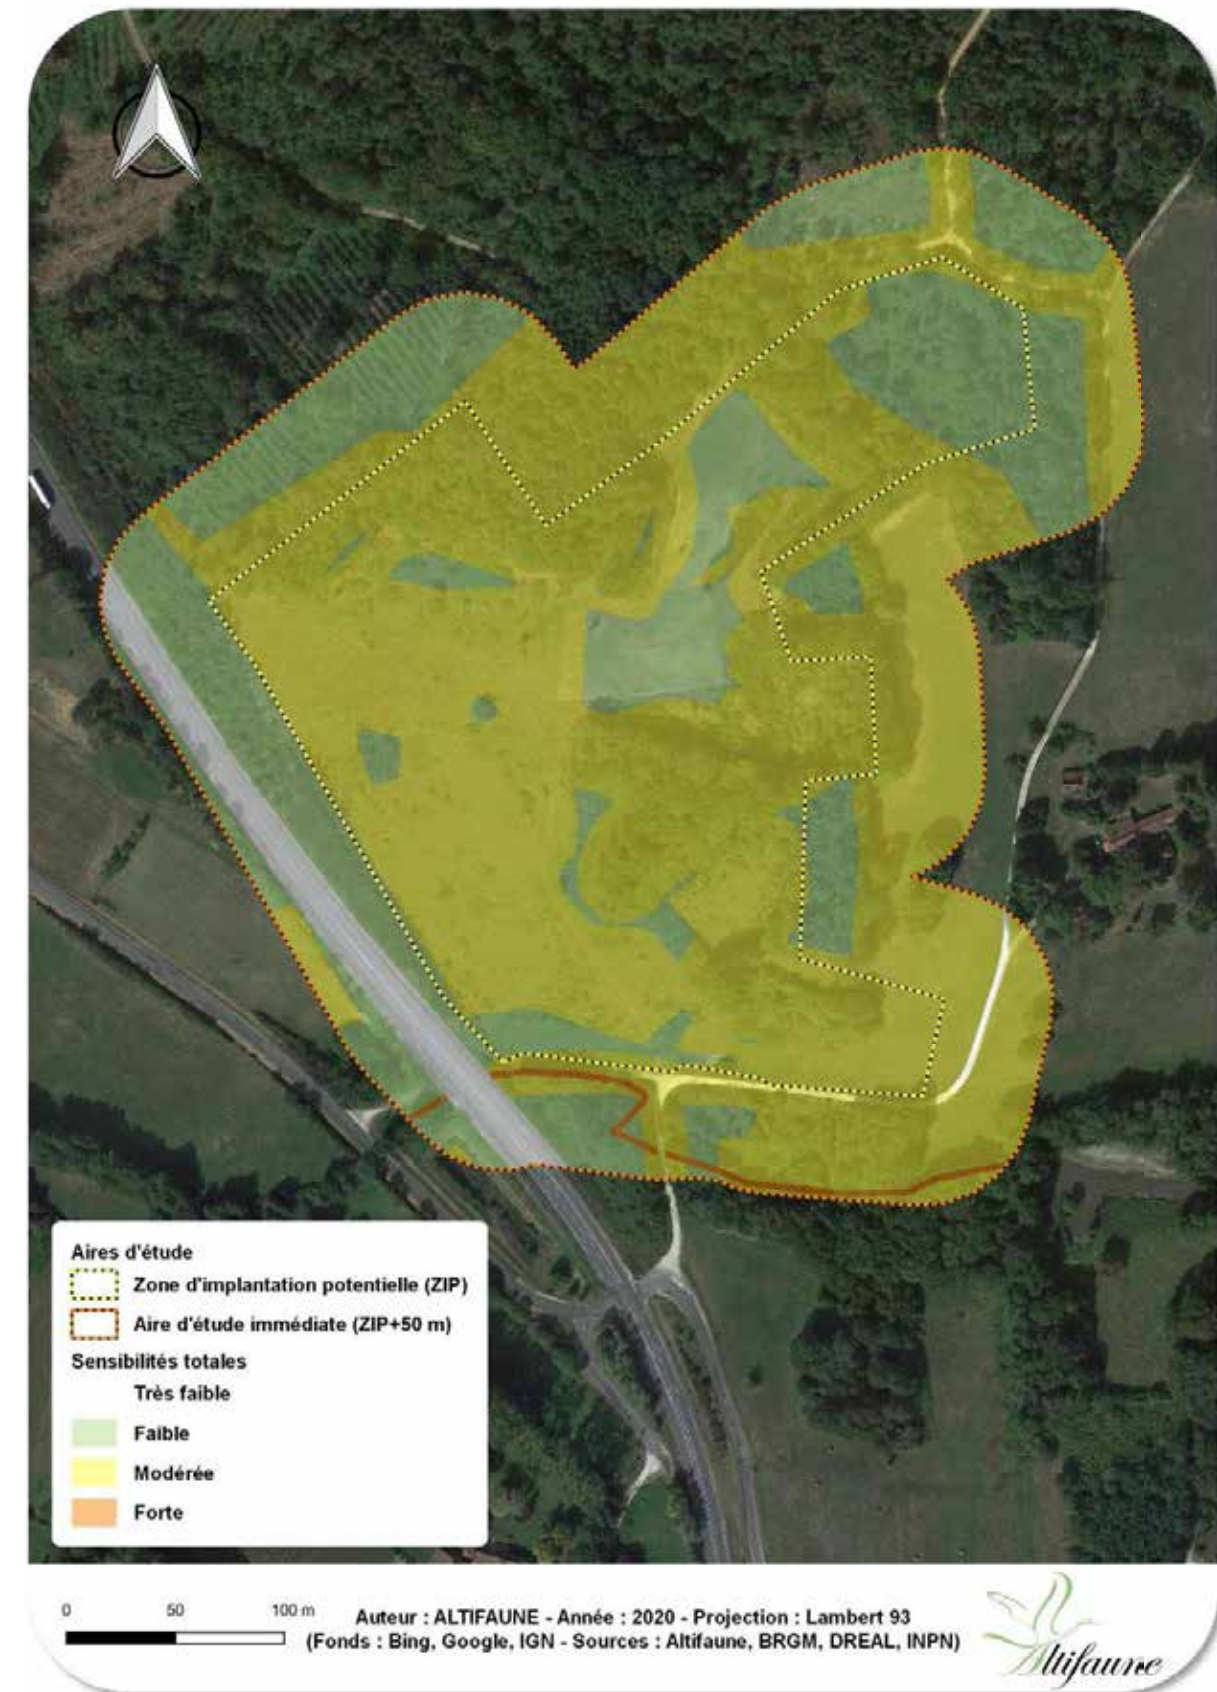 Aires d'étude
Zone d'implantation potentielle (ZIP)
Aire d'étude immédiate (ZIP+50 m)
Sensibilités totales
Très faible
Faible
Modérée
Forte
0 50 100 m
Auteur : ALTIFAUNE - Année : 2020 - Projection : Lambert 93
(Fonds : Bing, Google, IGN - Sources : Altifaune, BRGM, DREAL, INPN)
Altifaune